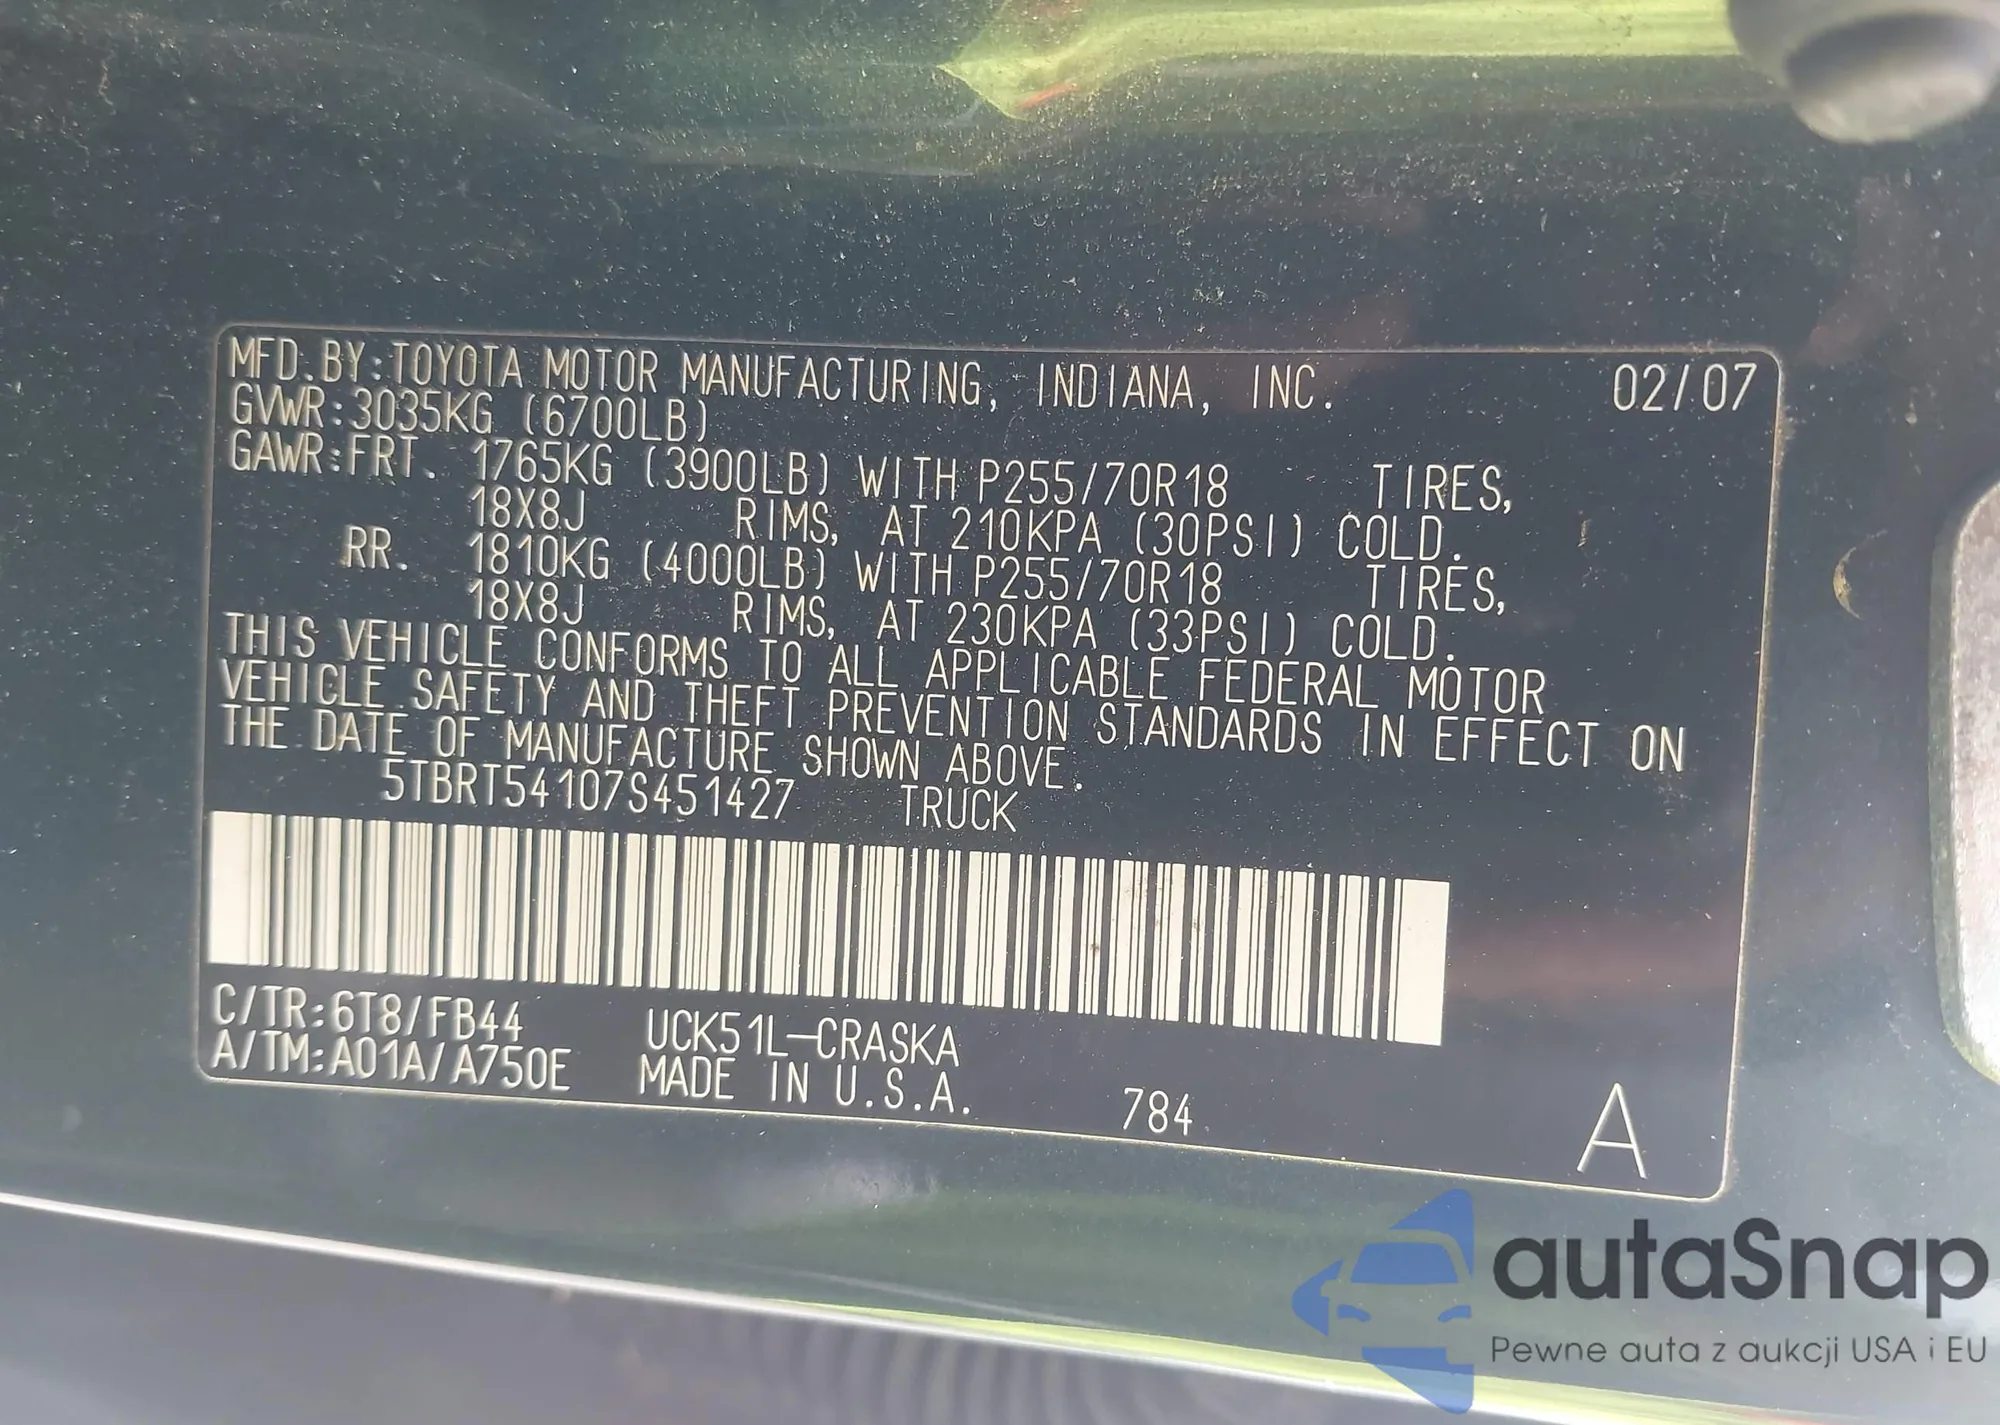 MFD.BY:TOYOTA MOTOR MANUFACTURING, INDIANA, INC. 02/07
GVWR:3035KG (6700LB)
GAWR:FRT. 1765KG (3900LB) WITH P255/70R18 TIRES,
18X8J RIMS, AT 210KPA (30PSI) COLD.
RR. 1810KG (4000LB) WITH P255/70R18 TIRES,
18X8J RIMS, AT 230KPA (33PSI) COLD.
THIS VEHICLE CONFORMS TO ALL APPLICABLE FEDERAL MOTOR
VEHICLE SAFETY AND THEFT PREVENTION STANDARDS IN EFFECT ON
THE DATE OF MANUFACTURE SHOWN ABOVE.
5TBRT54107S451427 TRUCK
C/TR:6T8/FB44 UCK51L-CRASKA
A/TM:A01A/A750E MADE IN U.S.A. 784 A
autaSnap
Pewne auta z aukcji USA i EU